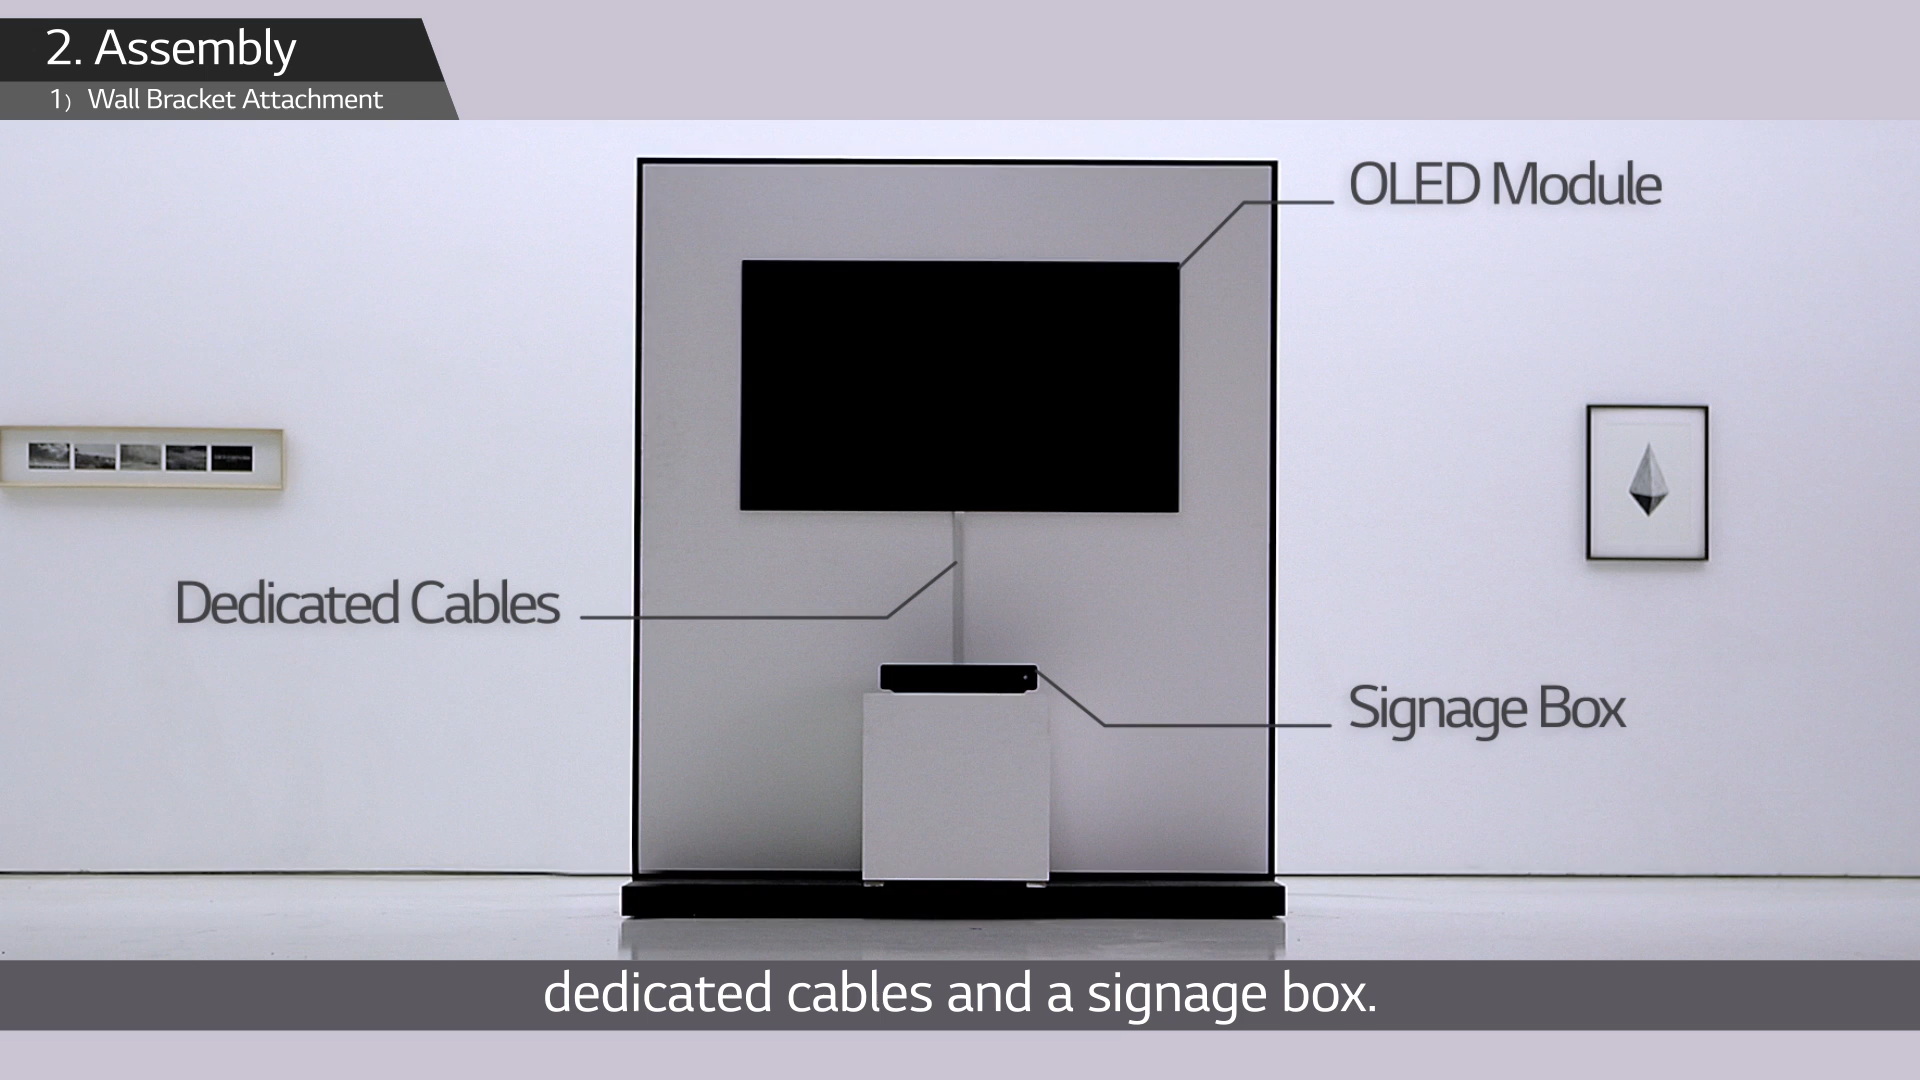 2. Assembly
1) Wall Bracket Attachment
OLED Module
Dedicated Cables
Signage Box
dedicated cables and a signage box.